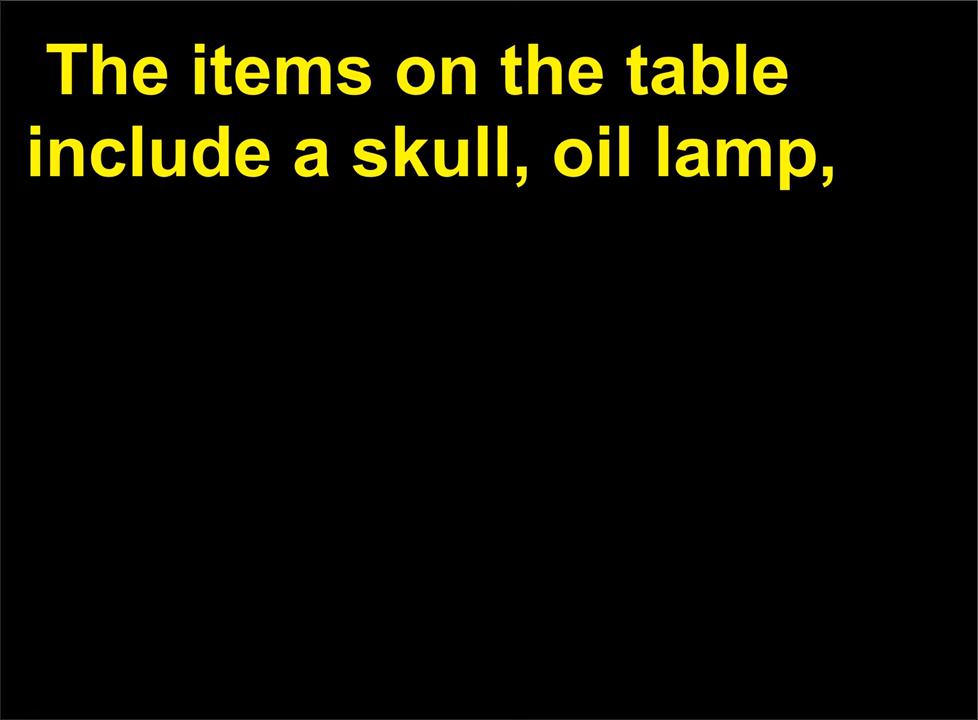 The items on the table
include a skull, oil lamp,